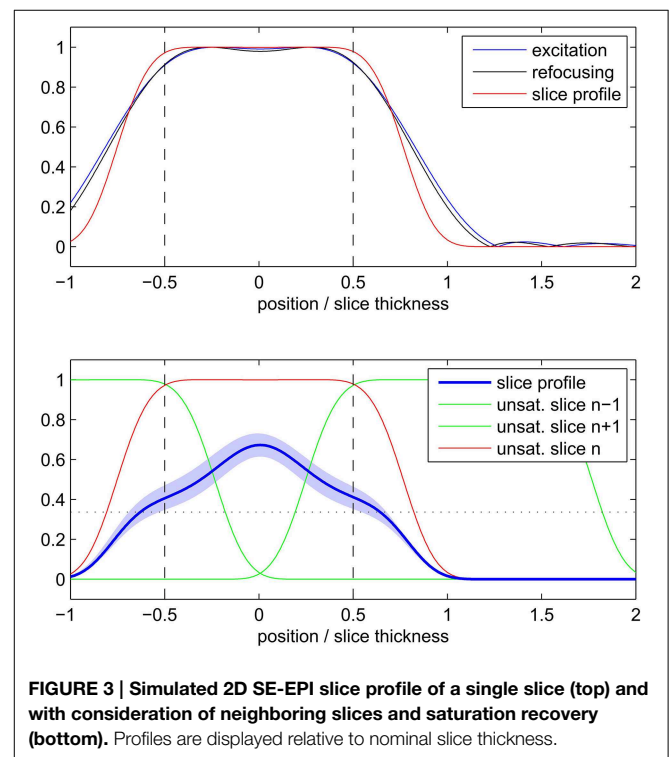 1
0.8
0.6
0.4
0.2
0
excitation
refocusing
slice profile
−1 −0.5 0 0.5 1 1.5 2
position / slice thickness
1
0.8
0.6
0.4
0.2
0
slice profile
unsat. slice n−1
unsat. slice n+1
unsat. slice n
−1 −0.5 0 0.5 1 1.5 2
position / slice thickness
FIGURE 3 | Simulated 2D SE-EPI slice profile of a single slice (top) and
with consideration of neighboring slices and saturation recovery
(bottom). Profiles are displayed relative to nominal slice thickness.